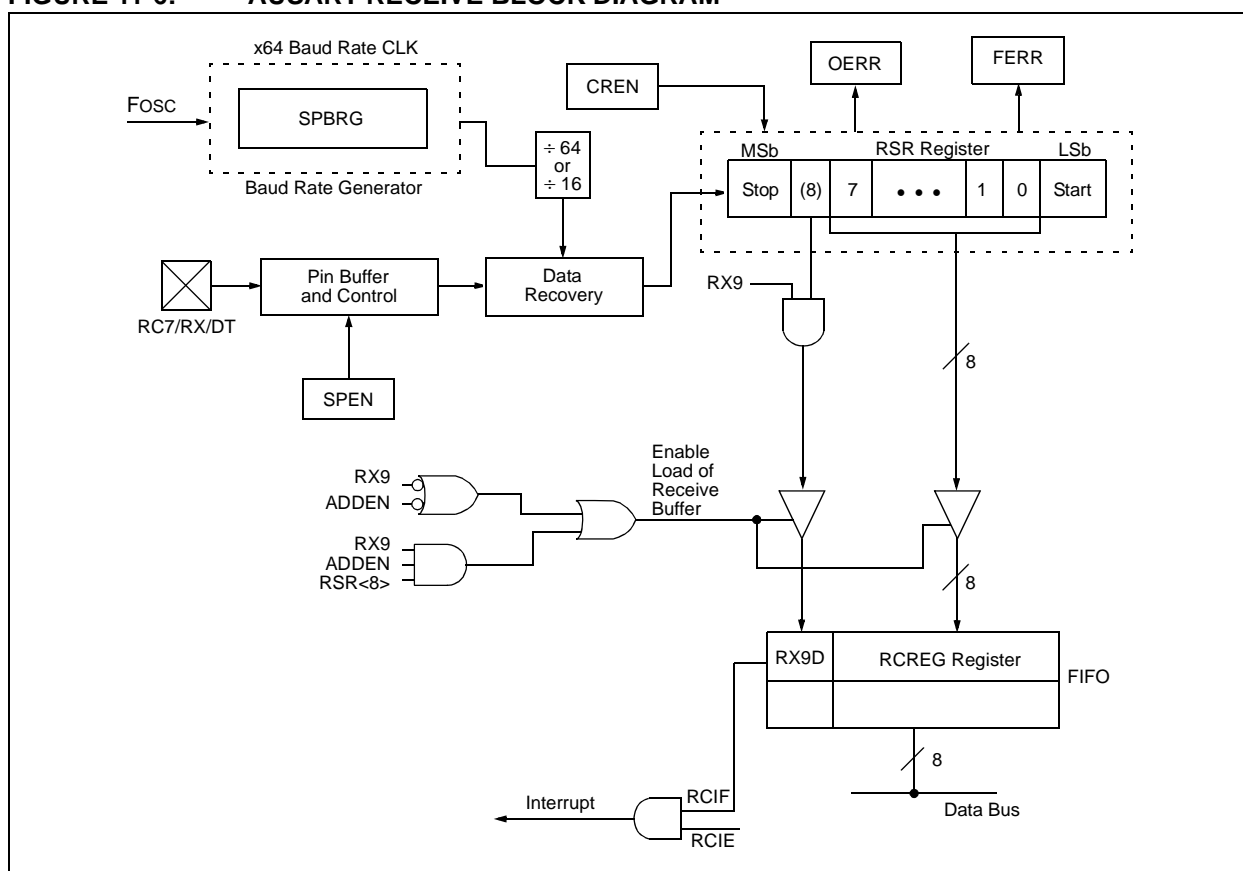 x64 Baud Rate CLK
FOSC
SPBRG
Baud Rate Generator
÷ 64
or
÷ 16
CREN
OERR
FERR
MSb
RSR Register
LSb
Stop
(8)
7
• • •
1
0
Start
RC7/RX/DT
Pin Buffer
and Control
Data
Recovery
SPEN
RX9
8
RX9
ADDEN
RX9
ADDEN
RSR<8>
Enable
Load of
Receive
Buffer
8
RX9D
RCREG Register
FIFO
8
Data Bus
Interrupt
RCIF
RCIE